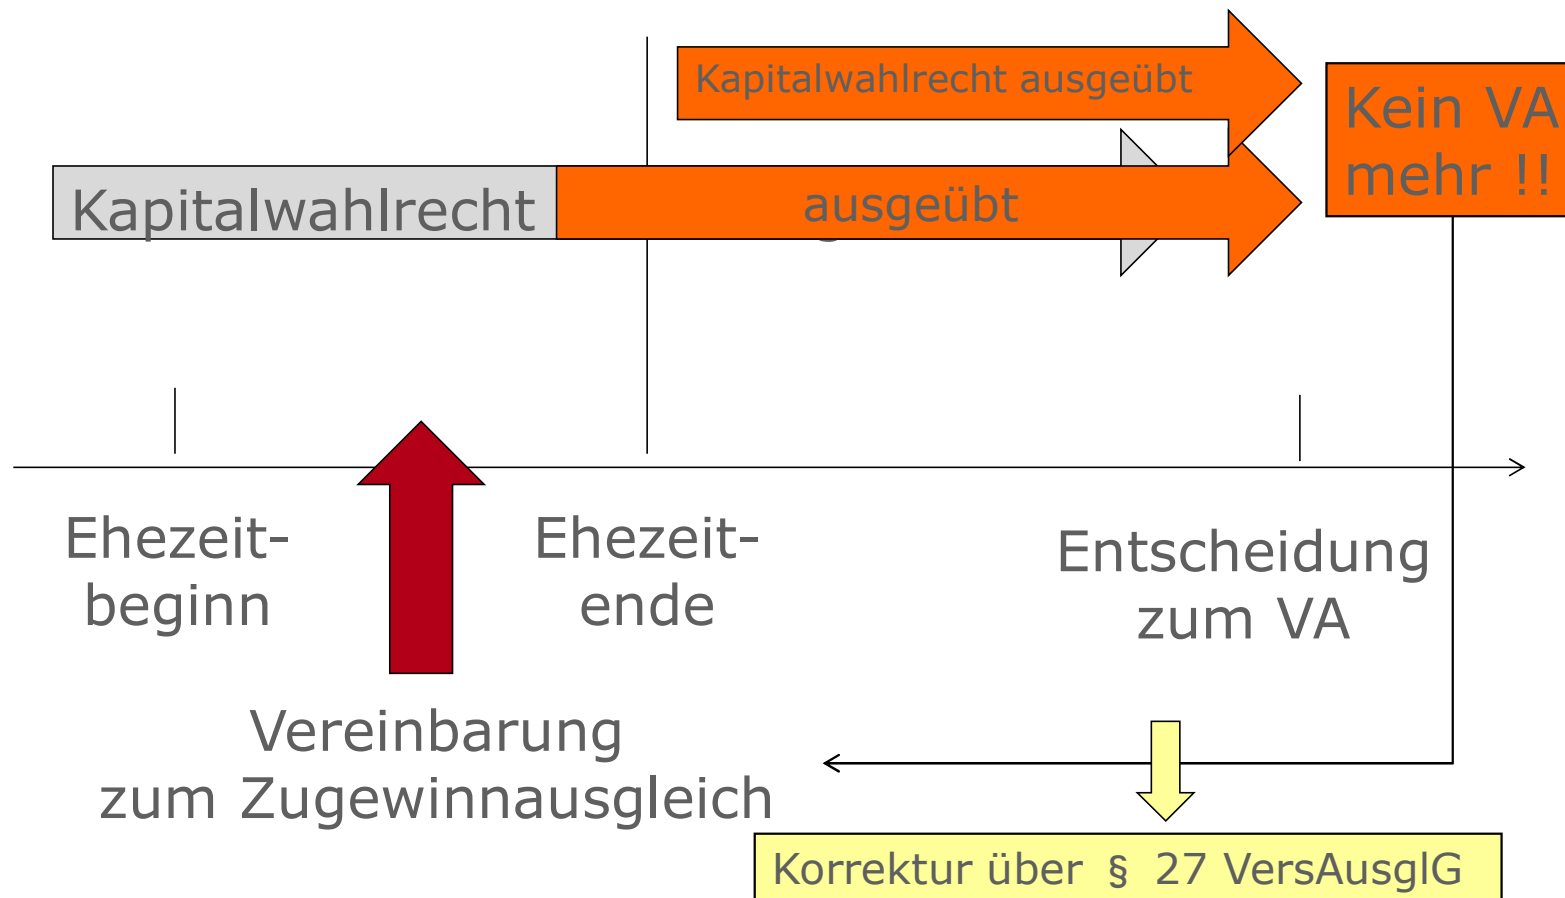 Kapitalwahlrecht ausgeübt
Kein VA
mehr !!
Kapitalwahlrecht
ausgeübt
Ehezeit-
beginn
Ehezeit-
ende
Entscheidung
zum VA
Vereinbarung
zum Zugewinnausgleich
Korrektur über § 27 VersAusglG